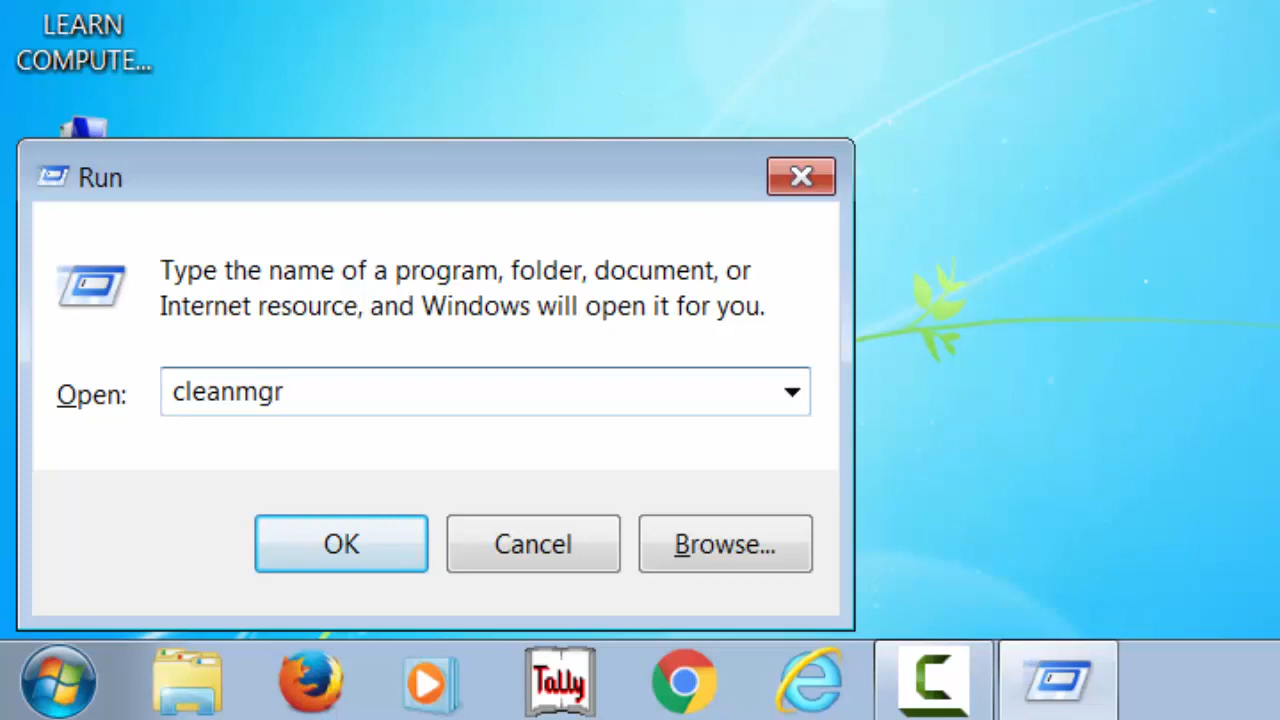 LEARN
COMPUTE...
Run
Type the name of a program, folder, document, or
Internet resource, and Windows will open it for you.
Open:
cleanmgr
OK
Cancel
Browse...
Tally